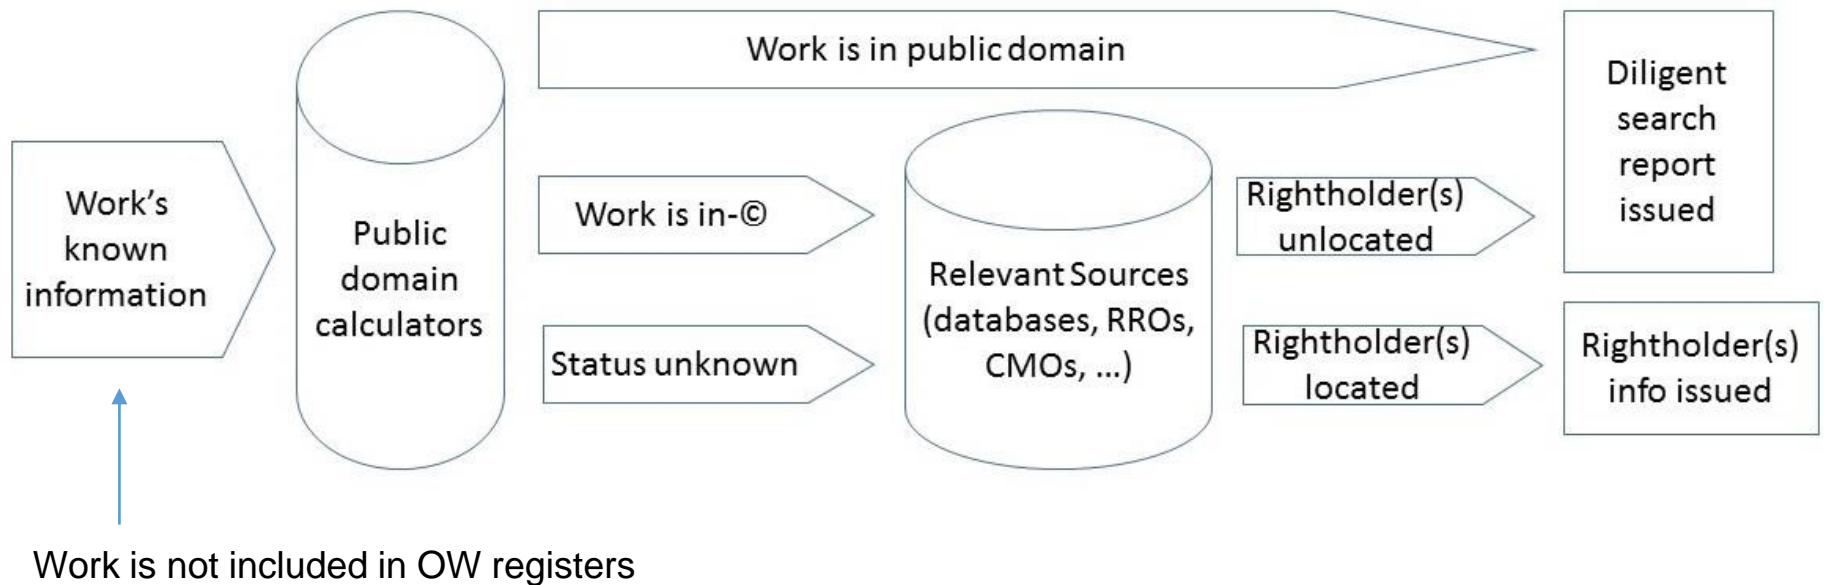 Work's
known
information
Public
domain
calculators
Work is in public domain
Work is in-©
Status unknown
Relevant Sources
(databases, RROs,
CMOs, ...)
Rightholder(s)
unlocated
Rightholder(s)
located
Diligent
search
report
issued
Rightholder(s)
info issued
Work is not included in OW registers